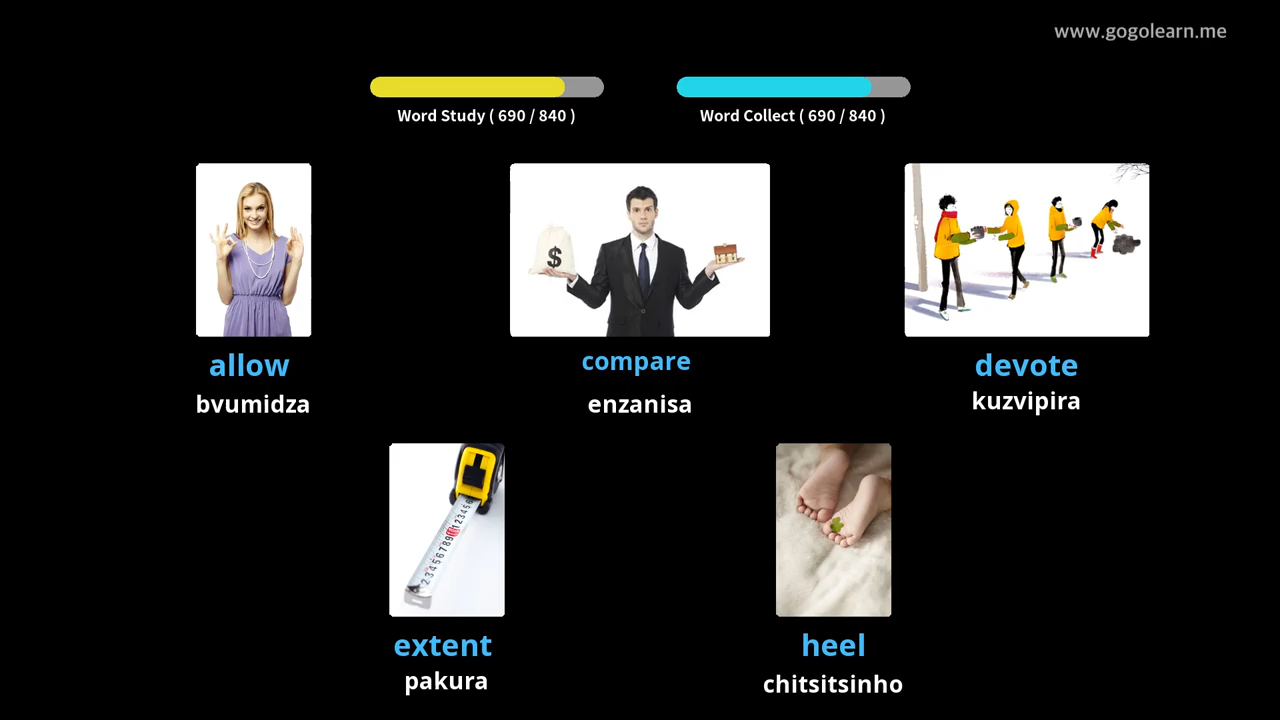 www.gogolearn.me
Word Study ( 690 / 840 )
Word Collect ( 690 / 840 )
$
allow
bvumidza
compare
enzanisa
devote
kuzvipira
extent
pakura
heel
chitsitsinho